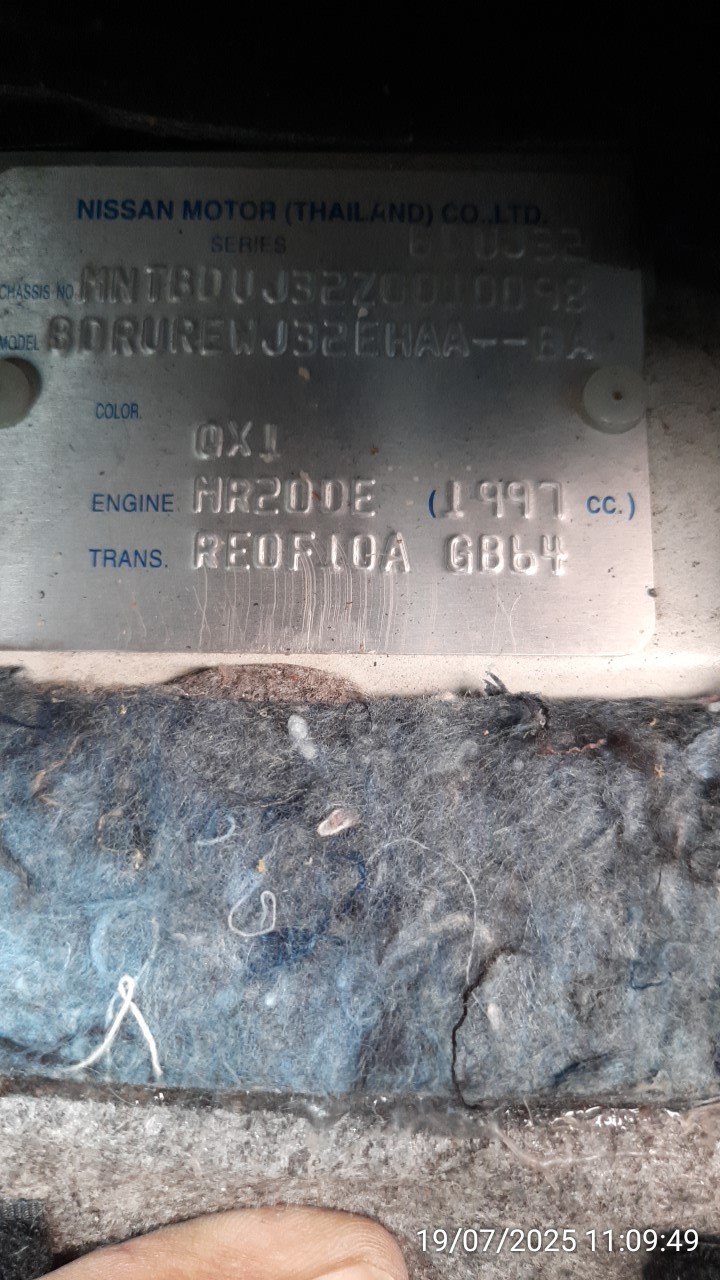 NISSAN MOTOR (THAILAND) CO.,LTD.
SERIES
CHASSIS NO.
MODEL BDRUREWJ32EHAA--BA
COLOR. QX1
ENGINE. MR20DE (1997 CC.)
TRANS. RE0F10A GB64
19/07/2025 11:09:49